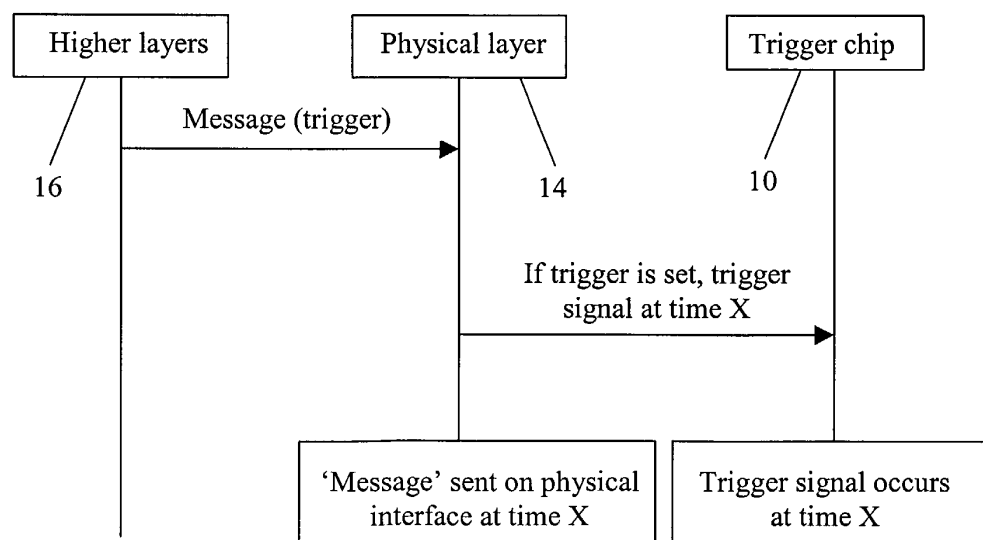 Higher layers
Physical layer
Trigger chip
Message (trigger)
16
14
10
If trigger is set, trigger
signal at time X
‘Message’ sent on physical
interface at time X
Trigger signal occurs
at time X